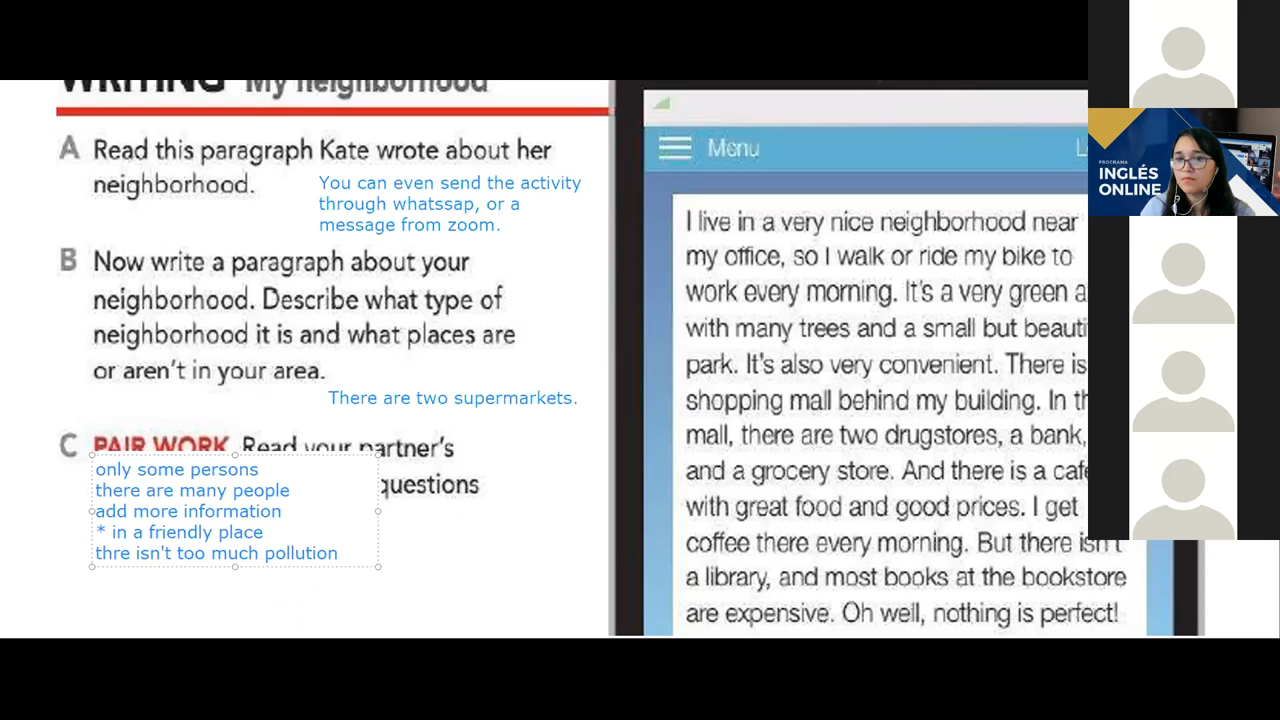 WRITING My neighborhood
A Read this paragraph Kate wrote about her
neighborhood.
You can even send the activity
through whatssap, or a
message from zoom.
B Now write a paragraph about your
neighborhood. Describe what type of
neighborhood it is and what places are
or aren't in your area.
There are two supermarkets.
C PAIR WORK Read your partner's
questions
only some persons
there are many people
add more information
* in a friendly place
thre isn't too much pollution
Menu
I live in a very nice neighborhood near
my office, so I walk or ride my bike to
work every morning. It's a very green a
with many trees and a small but beauti
park. It's also very convenient. There is
shopping mall behind my building. In th
mall, there are two drugstores, a bank,
and a grocery store. And there is a cafe
with great food and good prices. I get
coffee there every morning. But there isn't
a library, and most books at the bookstore
are expensive. Oh well, nothing is perfect!
PROGRAMA
INGLÉS
ONLINE